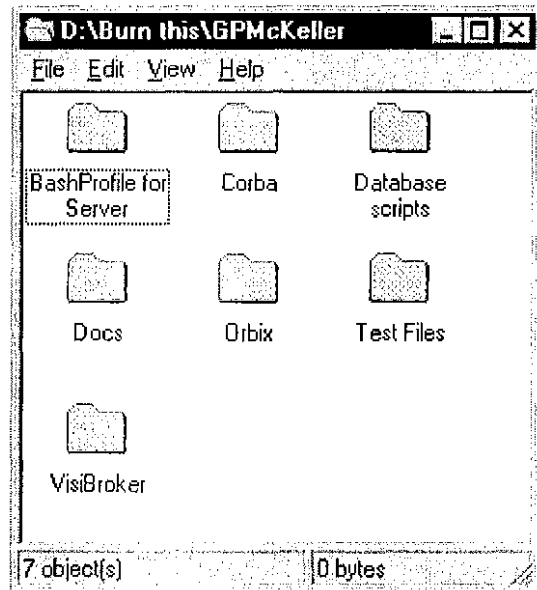 D:\Burn this\GPMcKeller
File Edit View Help
BashProfile for
Server
Corba
Database
scripts
Docs
Orbix
Test Files
VisiBroker
7 object(s)
0 bytes